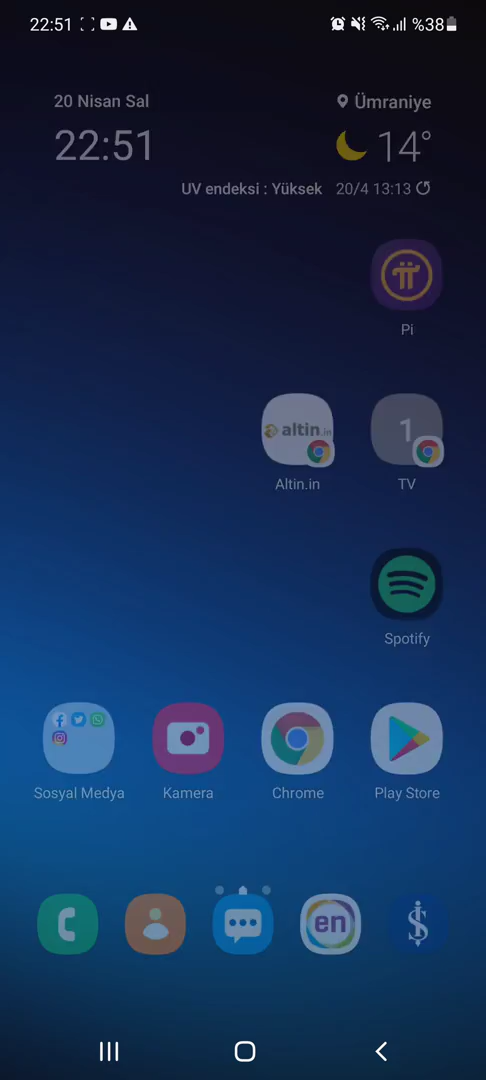 22:51 %38
20 Nisan Sal Ümraniye
22:51 14°
UV endeksi : Yüksek 20/4 13:13
Pi
altin.in 1
Altın.in TV
Spotify
Sosyal Medya Kamera Chrome Play Store
en